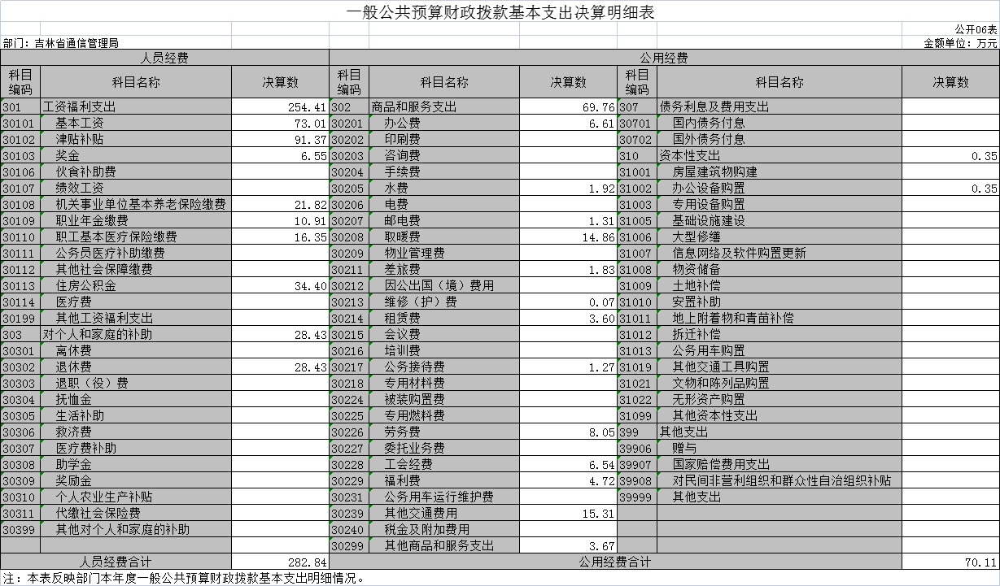 一般公共预算财政拨款基本支出决算明细表
公开06表
部门：吉林省通信管理局 金额单位：万元
人员经费 公用经费
科目编码 科目名称 决算数 科目编码 科目名称 决算数 科目编码 科目名称 决算数
301 工资福利支出 254.41 302 商品和服务支出 69.76 307 债务利息及费用支出
30101 基本工资 73.01 30201 办公费 6.61 30701 国内债务付息
30102 津贴补贴 91.37 30202 印刷费 30702 国外债务付息
30103 奖金 6.55 30203 咨询费 310 资本性支出 0.35
30106 伙食补助费 30204 手续费 31001 房屋建筑物购建
30107 绩效工资 30205 水费 1.92 31002 办公设备购置 0.35
30108 机关事业单位基本养老保险缴费 21.82 30206 电费 31003 专用设备购置
30109 职业年金缴费 10.91 30207 邮电费 1.31 31005 基础设施建设
30110 职工基本医疗保险缴费 16.35 30208 取暖费 14.86 31006 大型修缮
30111 公务员医疗补助缴费 30209 物业管理费 31007 信息网络及软件购置更新
30112 其他社会保障缴费 30211 差旅费 1.83 31008 物资储备
30113 住房公积金 34.40 30212 因公出国（境）费用 31009 土地补偿
30114 医疗费 30213 维修（护）费 0.07 31010 安置补助
30199 其他工资福利支出 30214 租赁费 3.60 31011 地上附着物和青苗补偿
303 对个人和家庭的补助 28.43 30215 会议费 31012 拆迁补偿
30301 离休费 30216 培训费 31013 公务用车购置
30302 退休费 28.43 30217 公务接待费 1.27 31019 其他交通工具购置
30303 退职（役）费 30218 专用材料费 31021 文物和陈列品购置
30304 抚恤金 30224 被装购置费 31022 无形资产购置
30305 生活补助 30225 专用燃料费 31099 其他资本性支出
30306 救济费 30226 劳务费 8.05 399 其他支出
30307 医疗费补助 30227 委托业务费 39906 赠与
30308 助学金 30228 工会经费 6.54 39907 国家赔偿费用支出
30309 奖励金 30229 福利费 4.72 39908 对民间非营利组织和群众性自治组织补贴
30310 个人农业生产补贴 30231 公务用车运行维护费 39999 其他支出
30311 代缴社会保险费 30239 其他交通费用 15.31
30399 其他对个人和家庭的补助 30240 税金及附加费用
30299 其他商品和服务支出 3.67
人员经费合计 282.84 公用经费合计 70.11
注：本表反映部门本年度一般公共预算财政拨款基本支出明细情况。